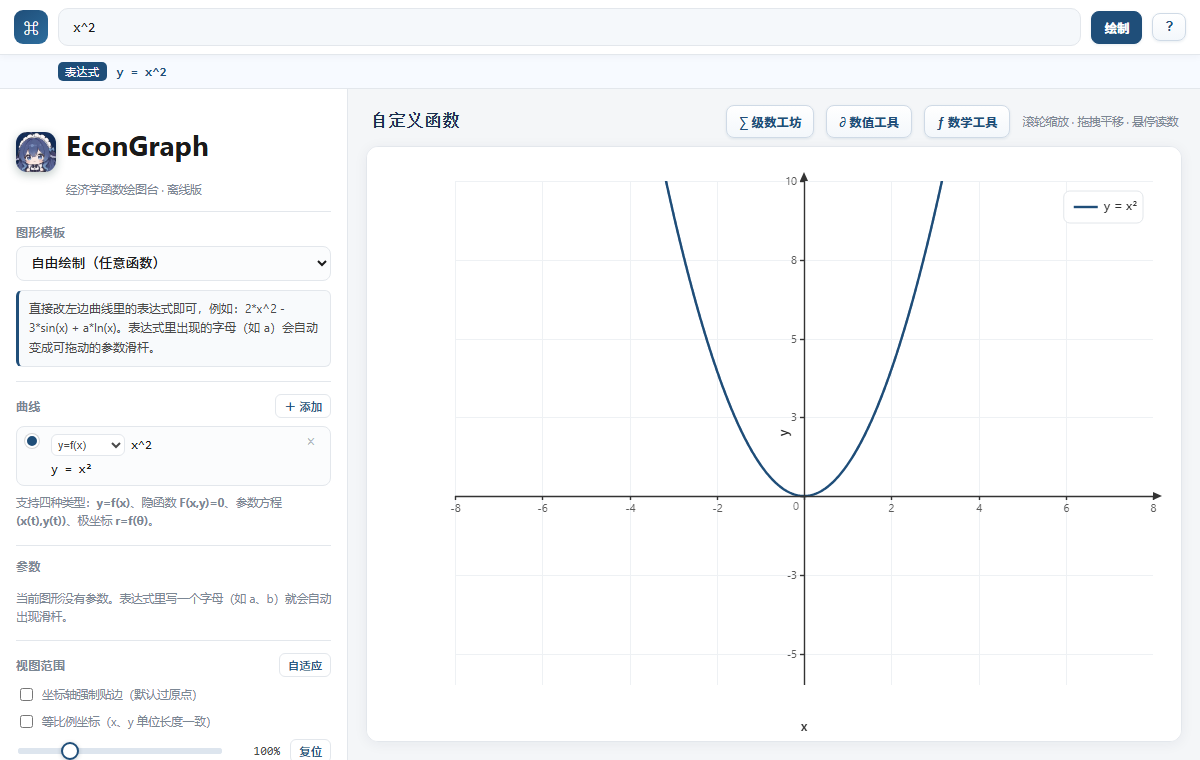 ⌘ x^2 绘制 ?
表达式 y = x^2
EconGraph
经济学函数绘图台 · 离线版
图形模板
自由绘制（任意函数）
直接改左边曲线里的表达式即可，例如：2*x^2 -
3*sin(x) + a*ln(x)。表达式里出现的字母（如 a）会自动
变成可拖动的参数滑杆。
曲线 ＋ 添加
y=f(x) x^2 ×
y = x²
支持四种类型：y=f(x)、隐函数 F(x,y)=0、参数方程
(x(t),y(t))、极坐标 r=f(θ)。
参数
当前图形没有参数。表达式里写一个字母（如 a、b）就会自动
出现滑杆。
视图范围 自适应
坐标轴强制贴边（默认过原点）
等比例坐标（x、y 单位长度一致）
100% 复位
自定义函数 ∑ 级数工坊 ∂ 数值工具 ƒ 数学工具 滚轮缩放 · 拖拽平移 · 悬停读数
10
y = x²
8
5
3
y
-8 -6 -4 -2 0 2 4 6 8
-3
-5
x